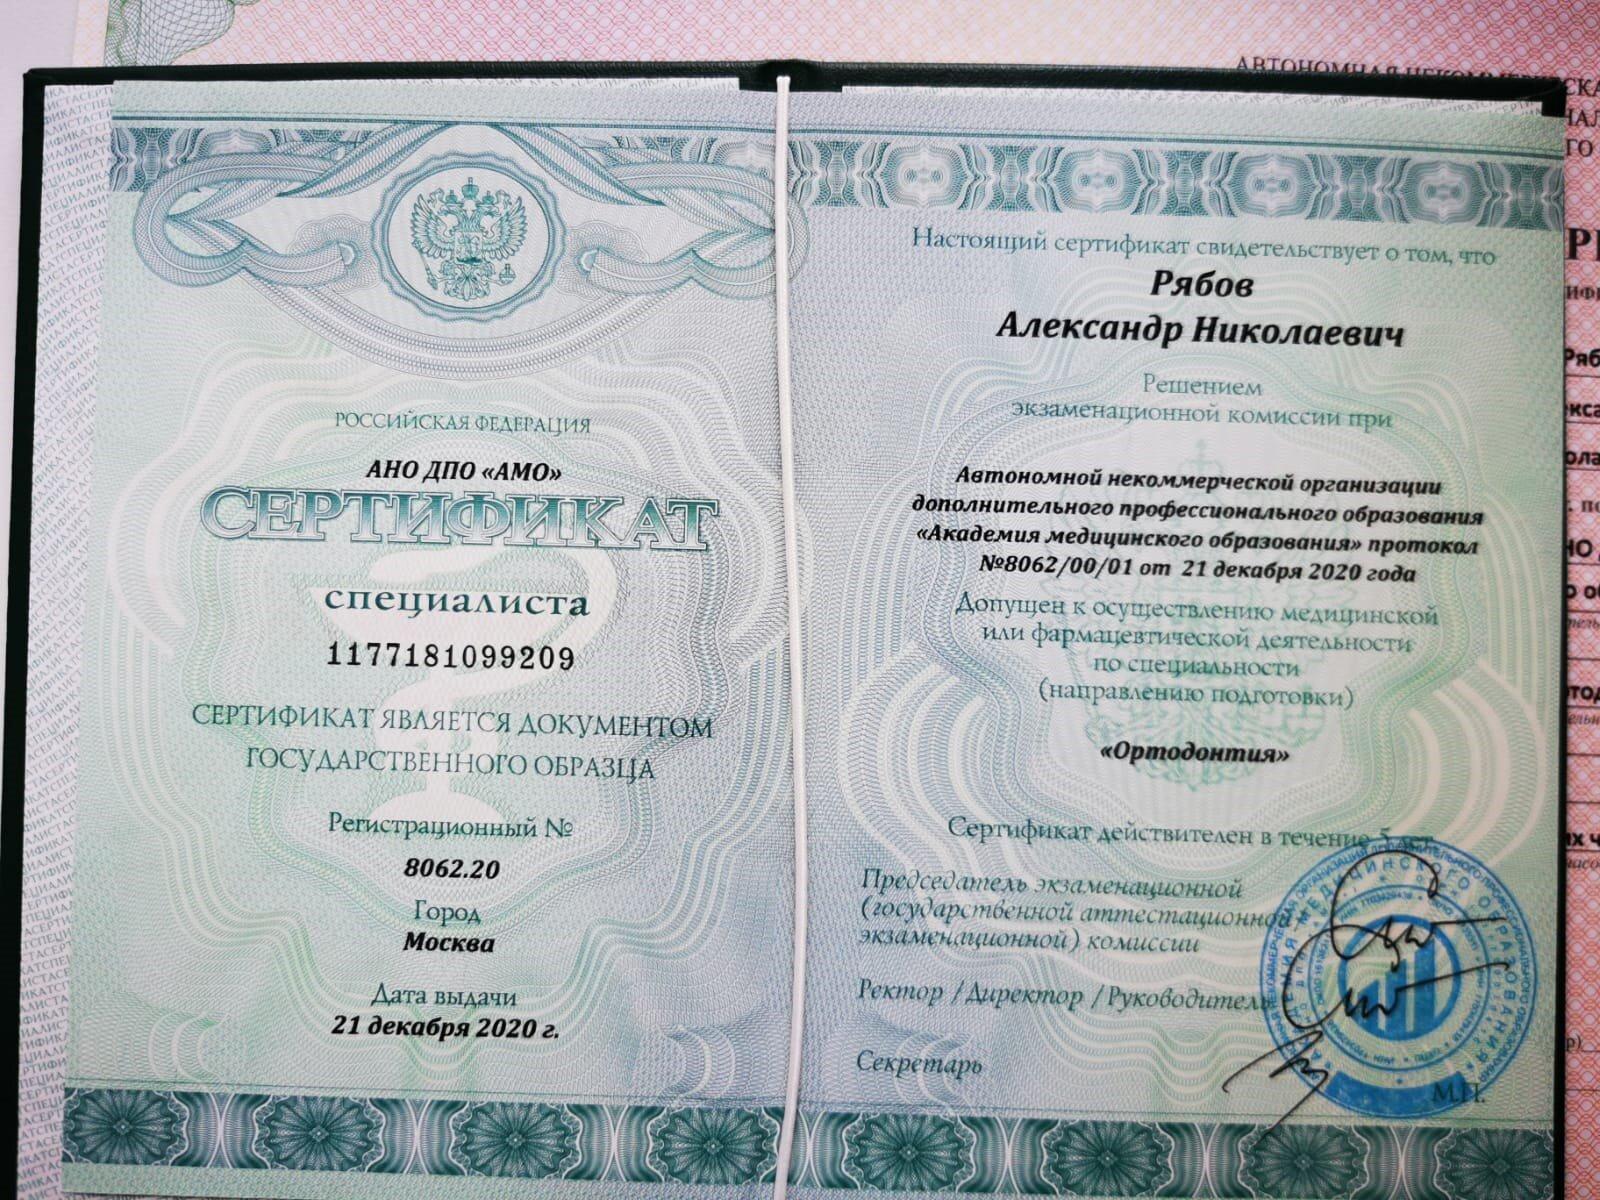 РОССИЙСКАЯ ФЕДЕРАЦИЯ
АНО ДПО «АМО»
СЕРТИФИКАТ
специалиста
1177181099209
СЕРТИФИКАТ ЯВЛЯЕТСЯ ДОКУМЕНТОМ
ГОСУДАРСТВЕННОГО ОБРАЗЦА
Регистрационный №
8062.20
Город
Москва
Дата выдачи
21 декабря 2020 г.
Настоящий сертификат свидетельствует о том, что
Рябов
Александр Николаевич
Решением
экзаменационной комиссии при
Автономной некоммерческой организации
дополнительного профессионального образования
«Академия медицинского образования» протокол
№8062/00/01 от 21 декабря 2020 года
Допущен к осуществлению медицинской
или фармацевтической деятельности
по специальности
(направлению подготовки)
«Ортодонтия»
Сертификат действителен в течение 5 лет
Председатель экзаменационной
(государственной аттестационной
экзаменационной) комиссии
Ректор / Директор / Руководитель
Секретарь
М.П.